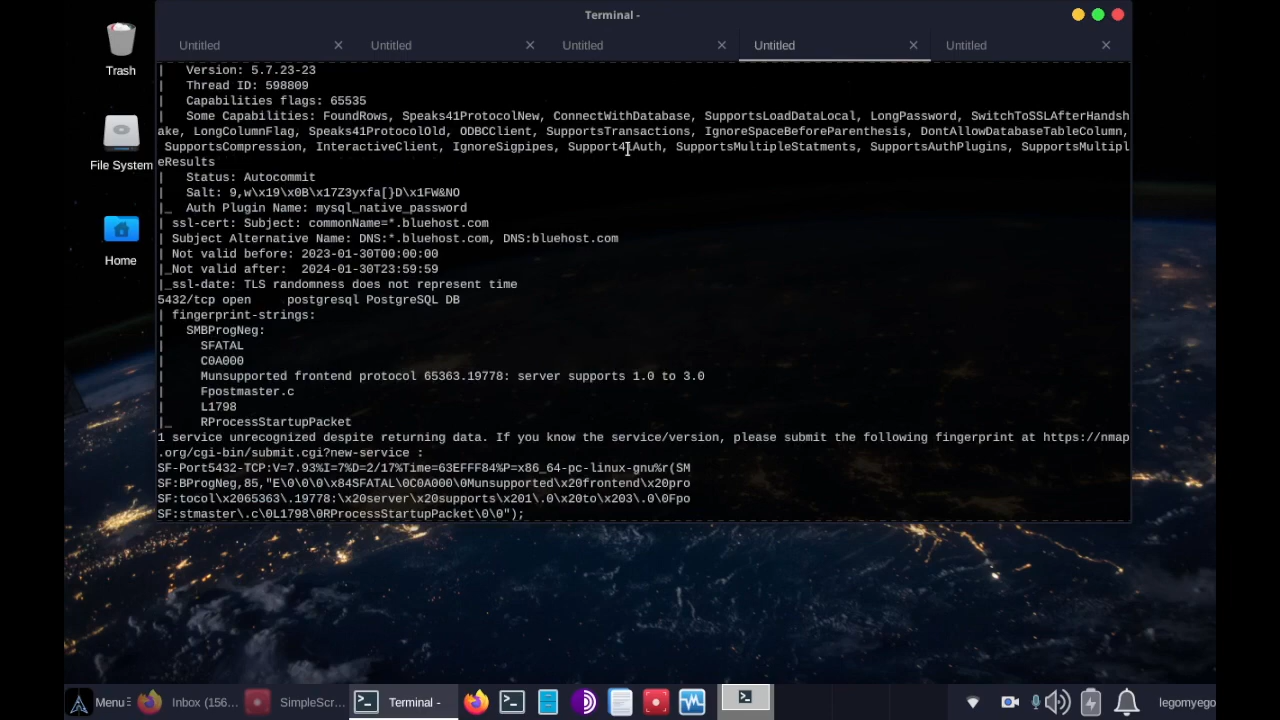 Terminal -
Untitled
Untitled
Untitled
Untitled
Untitled
Trash
File System
Home
|   Version: 5.7.23-23
|   Thread ID: 598809
|   Capabilities flags: 65535
|   Some Capabilities: FoundRows, Speaks41ProtocolNew, ConnectWithDatabase, SupportsLoadDataLocal, LongPassword, SwitchToSSLAfterHandsh
ake, LongColumnFlag, Speaks41ProtocolOld, ODBCClient, SupportsTransactions, IgnoreSpaceBeforeParenthesis, DontAllowDatabaseTableColumn,
 SupportsCompression, InteractiveClient, IgnoreSigpipes, Support41Auth, SupportsMultipleStatments, SupportsAuthPlugins, SupportsMultipl
eResults
|   Status: Autocommit
|   Salt: 9,w\x19\x0B\x17Z3yxfa[}D\x1FW&NO
|_  Auth Plugin Name: mysql_native_password
| ssl-cert: Subject: commonName=*.bluehost.com
| Subject Alternative Name: DNS:*.bluehost.com, DNS:bluehost.com
| Not valid before: 2023-01-30T00:00:00
|_Not valid after:  2024-01-30T23:59:59
|_ssl-date: TLS randomness does not represent time
5432/tcp open     postgresql PostgreSQL DB
| fingerprint-strings:
|   SMBProgNeg:
|     SFATAL
|     C0A000
|     Munsupported frontend protocol 65363.19778: server supports 1.0 to 3.0
|     Fpostmaster.c
|     L1798
|_    RProcessStartupPacket
1 service unrecognized despite returning data. If you know the service/version, please submit the following fingerprint at https://nmap
.org/cgi-bin/submit.cgi?new-service :
SF-Port5432-TCP:V=7.93%I=7%D=2/17%Time=63EFFF84%P=x86_64-pc-linux-gnu%r(SM
SF:BProgNeg,85,"E\0\0\0\x84SFATAL\0C0A000\0Munsupported\x20frontend\x20pro
SF:tocol\x2065363\.19778:\x20server\x20supports\x201\.0\x20to\x203\.0\0Fpo
SF:stmaster\.c\0L1798\0RProcessStartupPacket\0\0");
Menu
Inbox (156...
SimpleScr...
Terminal -
legomyego